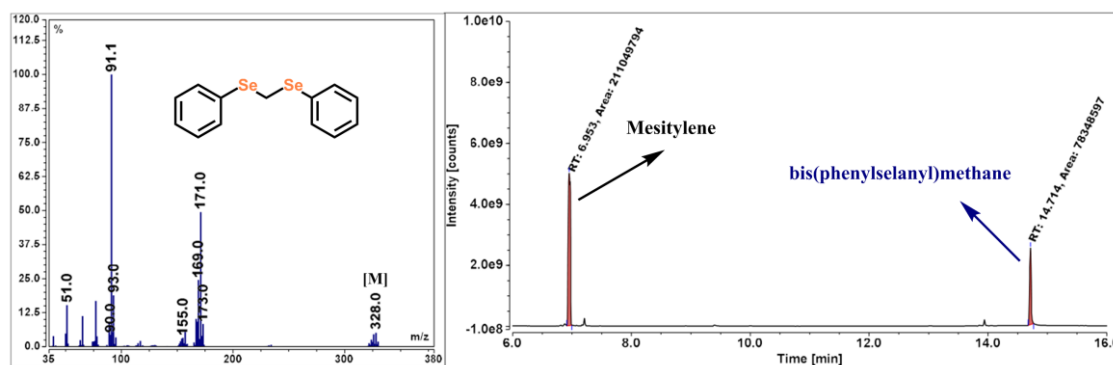 120.0
%
100.0
87.5
75.0
62.5
50.0
37.5
25.0
12.5
0.0
91.1
Se
Se
171.0
169.0
173.0
155.0
51.0
90.0
93.0
[M]
328.0
m/z
35
100
200
300
380
1.0e10
8.0e9
6.0e9
4.0e9
2.0e9
-1.0e8
Intensity [counts]
RT: 6.953, Area: 211049794
Mesitylene
bis(phenylselanyl)methane
RT: 14.714, Area: 78348597
6.0
8.0
10.0
12.0
14.0
16.0
Time [min]